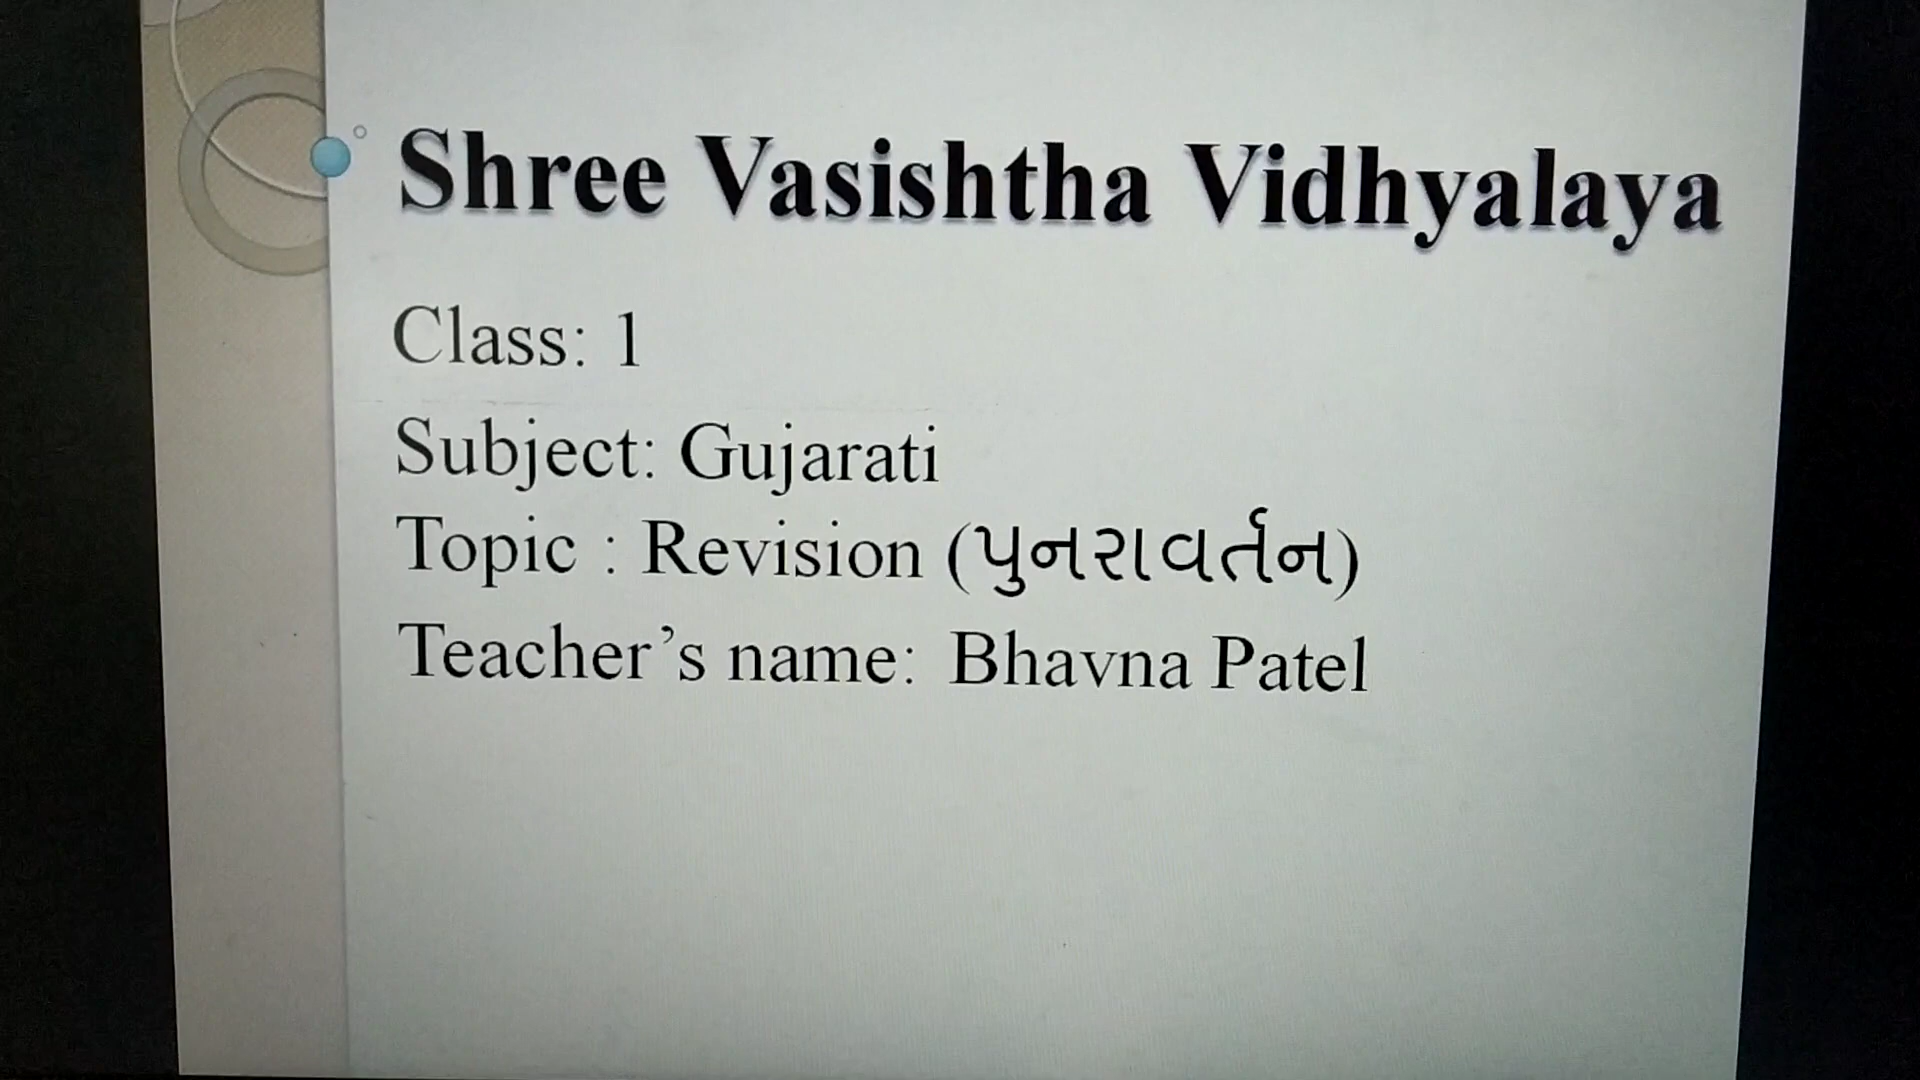 Shree Vasishtha Vidhyalaya
Class: 1
Subject: Gujarati
Topic : Revision (પુનરાવર્તન)
Teacher’s name: Bhavna Patel